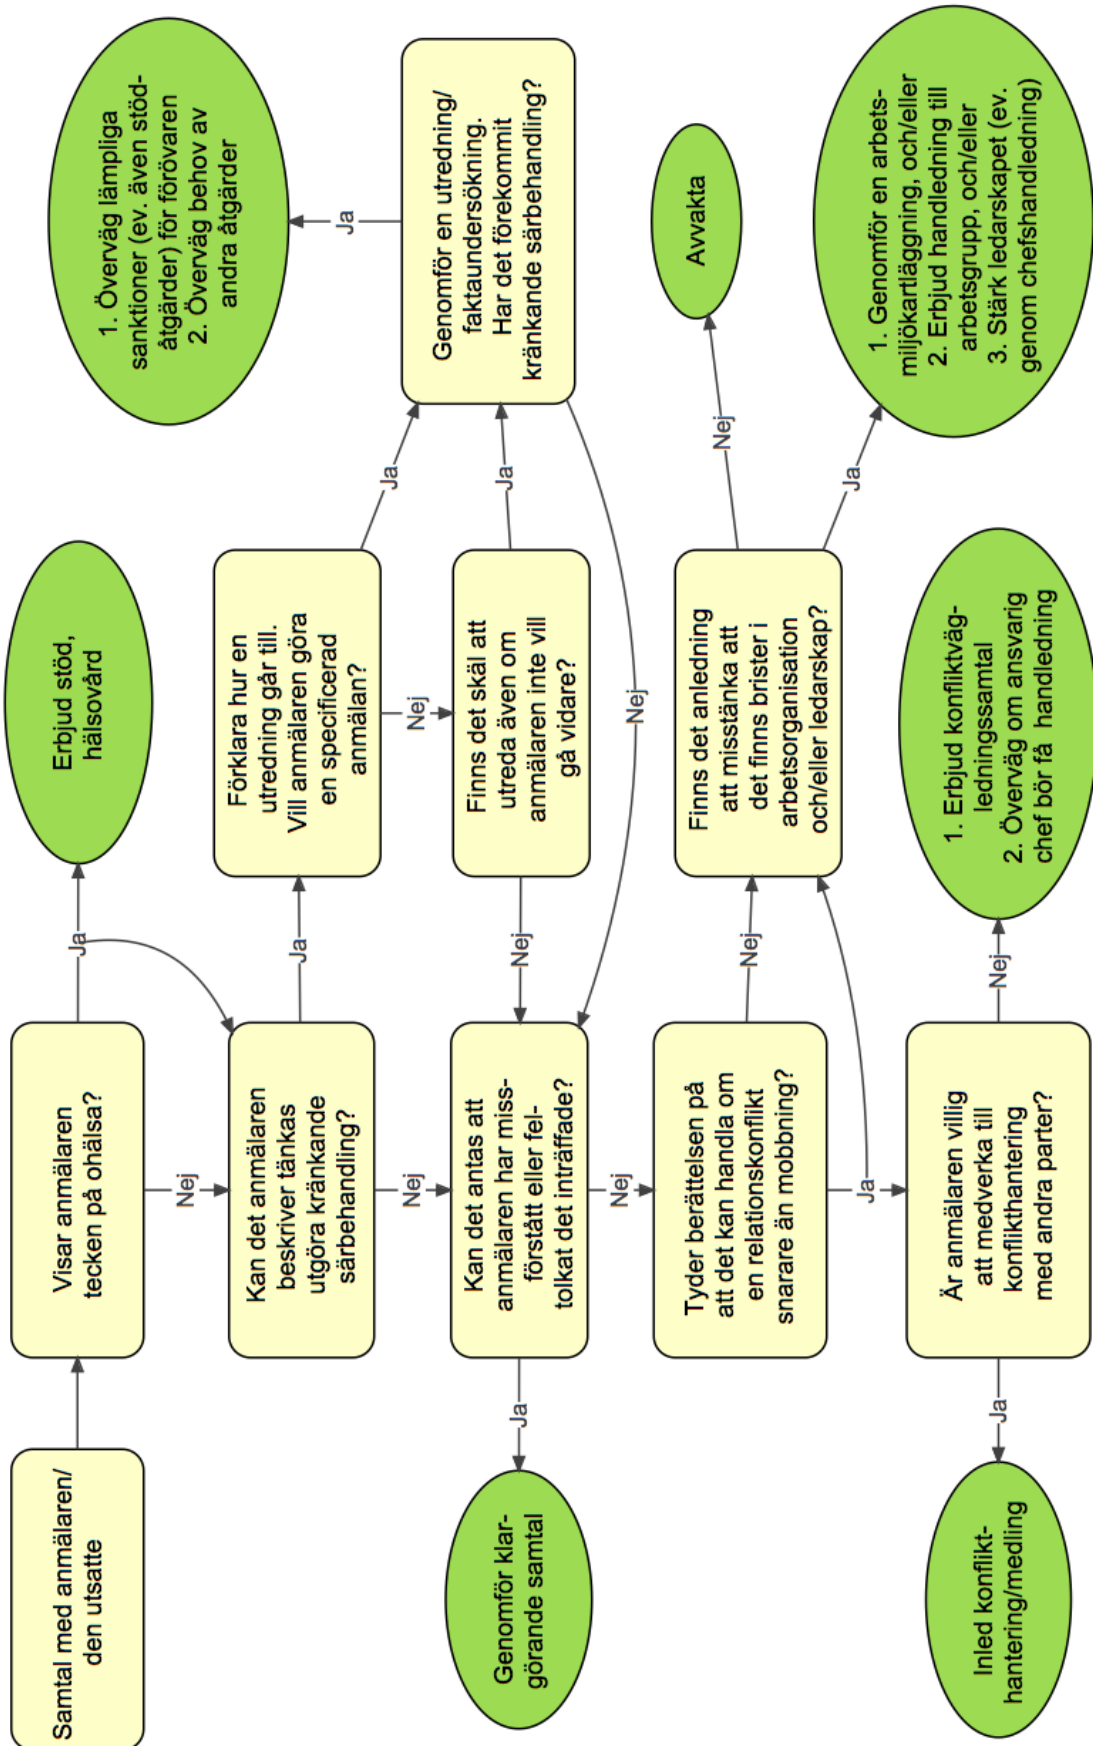 Samtal med anmälaren/
den utsatte
Visar anmälaren
tecken på ohälsa?
Ja
Erbjud stöd,
hälsovård
Nej
Kan det anmälaren
beskriver tänkas
utgöra kränkande
särbehandling?
Ja
Förklara hur en
utredning går till.
Vill anmälaren göra
en specificerad
anmälan?
Ja
Nej
Finns det skäl att
utreda även om
anmälaren inte vill
gå vidare?
Ja
Nej
Genomför en utredning/
faktaundersökning.
Har det förekommit
kränkande särbehandling?
Ja
1. Överväg lämpliga
sanktioner (ev. även stöd-
åtgärder) för förövaren
2. Överväg behov av
andra åtgärder
Nej
Nej
Kan det antas att
anmälaren har miss-
förstått eller fel-
tolkat det inträffade?
Ja
Genomför klar-
görande samtal
Nej
Tyder berättelsen på
att det kan handla om
en relationskonflikt
snarare än mobbning?
Nej
Finns det anledning
att misstänka att
det finns brister i
arbetsorganisation
och/eller ledarskap?
Nej
Avvakta
Ja
1. Genomför en arbets-
miljökartläggning, och/eller
2. Erbjud handledning till
arbetsgrupp, och/eller
3. Stärk ledarskapet (ev.
genom chefshandledning)
Ja
Är anmälaren villig
att medverka till
konflikthantering
med andra parter?
Ja
Inled konflikt-
hantering/medling
Nej
1. Erbjud konfliktväg-
ledningssamtal
2. Överväg om ansvarig
chef bör få handledning